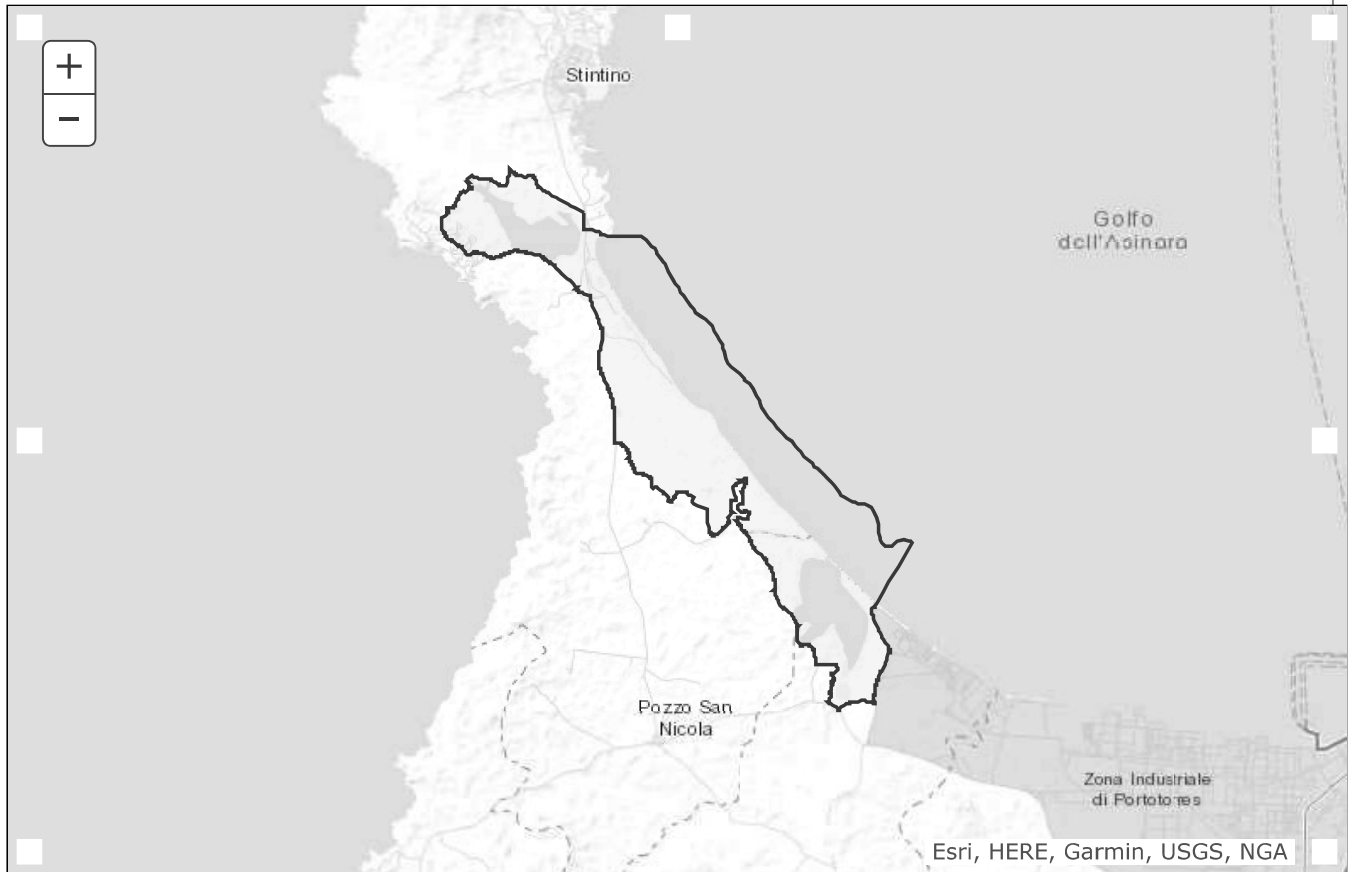 +
Stintino
−
Golfo
dell'Asinara
Pozzo San
Nicola
Zona Industriale
di Portotorres
Esri, HERE, Garmin, USGS, NGA